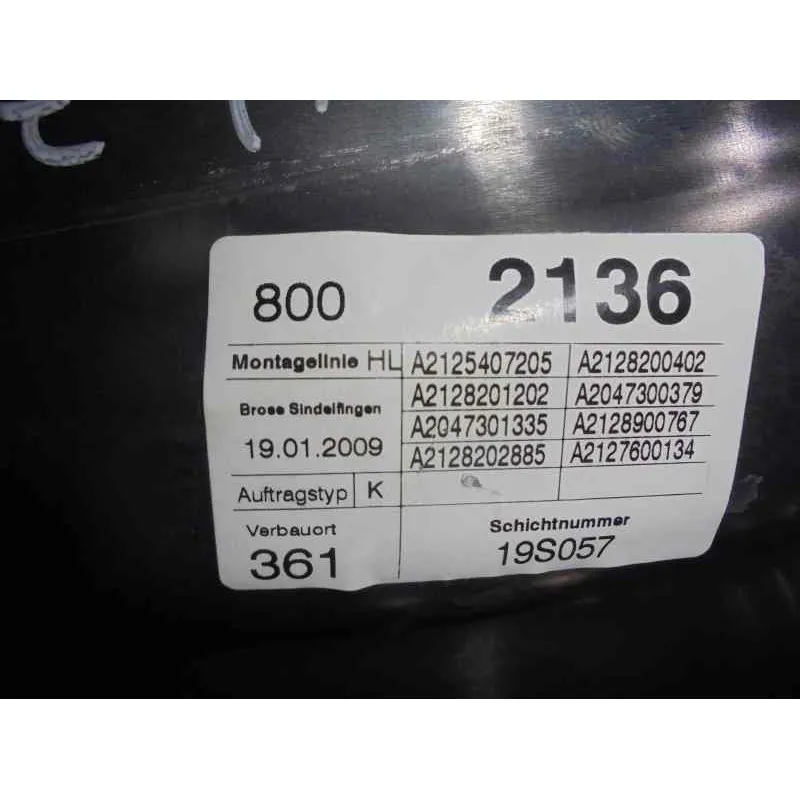 800 2136
Montagelinie HL A2125407205 A2128200402
Brose Sindelfingen A2128201202 A2047300379
19.01.2009 A2047301335 A2128900767
A2128202885 A2127600134
Auftragstyp K
Verbauort Schichtnummer
361 19S057